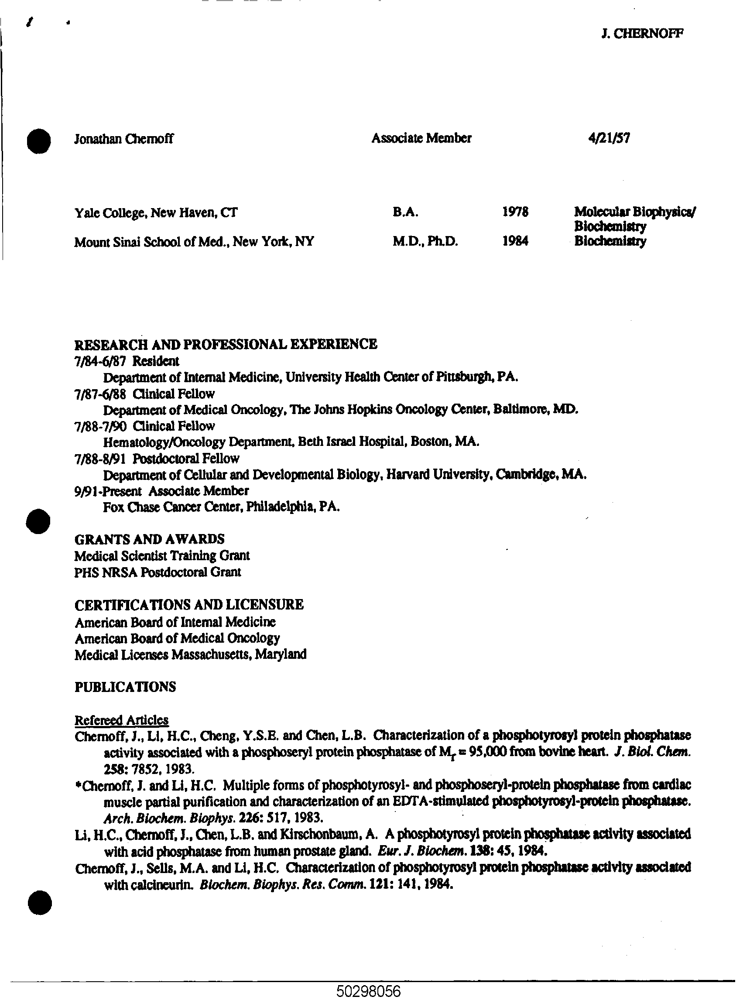 J. CHERNOFF
Jonathan Chernoff Associate Member 4/21/57
Yale College, New Haven, CT B.A. 1978 Molecular Biophysics/
Biochemistry
Mount Sinai School of Med., New York, NY M.D., Ph.D. 1984 Biochemistry
RESEARCH AND PROFESSIONAL EXPERIENCE
7/84-6/87 Resident
Department of Internal Medicine, University Health Center of Pittsburgh, PA.
7/87-6/88 Clinical Fellow
Department of Medical Oncology, The Johns Hopkins Oncology Center, Baltimore, MD.
7/88-7/90 Clinical Fellow
Hematology/Oncology Department, Beth Israel Hospital, Boston, MA.
7/88-8/91 Postdoctoral Fellow
Department of Cellular and Developmental Biology, Harvard University, Cambridge, MA.
9/91-Present Associate Member
Fox Chase Cancer Center, Philadelphia, PA.
GRANTS AND AWARDS
Medical Scientist Training Grant
PHS NRSA Postdoctoral Grant
CERTIFICATIONS AND LICENSURE
American Board of Internal Medicine
American Board of Medical Oncology
Medical Licenses Massachusetts, Maryland
PUBLICATIONS
Refereed Articles
Chernoff, J., Li, H.C., Cheng, Y.S.E. and Chen, L.B. Characterization of a phosphotyrosyl protein phosphatase
activity associated with a phosphoseryl protein phosphatase of Mr = 95,000 from bovine heart. J. Biol. Chem.
258: 7852, 1983.
*Chernoff, J. and Li, H.C. Multiple forms of phosphotyrosyl- and phosphoseryl-protein phosphatase from cardiac
muscle partial purification and characterization of an EDTA-stimulated phosphotyrosyl-protein phosphatase.
Arch. Biochem. Biophys. 226: 517, 1983.
Li, H.C., Chernoff, J., Chen, L.B. and Kirschonbaum, A. A phosphotyrosyl protein phosphatase activity associated
with acid phosphatase from human prostate gland. Eur. J. Biochem. 138: 45, 1984.
Chernoff, J., Sells, M.A. and Li, H.C. Characterization of phosphotyrosyl protein phosphatase activity associated
with calcineurin. Biochem. Biophys. Res. Comm. 121: 141, 1984.
50298056